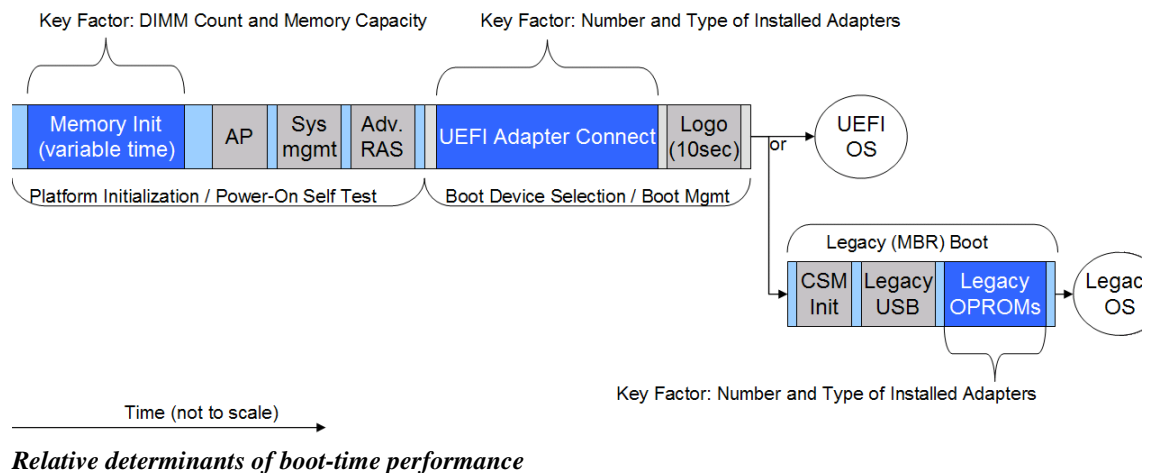 Key Factor: DIMM Count and Memory Capacity
Key Factor: Number and Type of Installed Adapters
Memory Init
(variable time)
AP
Sys
mgmt
Adv.
RAS
UEFI Adapter Connect
Logo
(10sec)
or
UEFI
OS
Platform Initialization / Power-On Self Test
Boot Device Selection / Boot Mgmt
Legacy (MBR) Boot
CSM
Init
Legacy
USB
Legacy
OPROMs
Legac
OS
Key Factor: Number and Type of Installed Adapters
Time (not to scale)
Relative determinants of boot-time performance